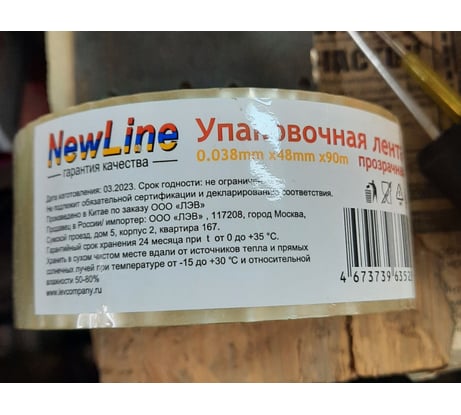 NewLine
гарантия качества
Упаковочная лента
0.038mm x48mm x90m
прозрачная
Дата изготовления: 03.2023. Срок годности: не ограничен
Не подлежит обязательной сертификации и декларированию соответствия.
Произведено в Китае по заказу ООО «ЛЭВ»
Продавец в России/ импортер: ООО «ЛЭВ» , 117208, город Москва,
Сумской проезд, дом 5, корпус 2, квартира 167.
Гарантийный срок хранения 24 месяца при t от 0 до +35 °C.
Хранить в сухом чистом месте вдали от источников тепла и прямых
солнечных лучей при температуре от -15 до +30 °C и относительной
влажности 50-80%
www.levcompany.ru
4 673739 6352